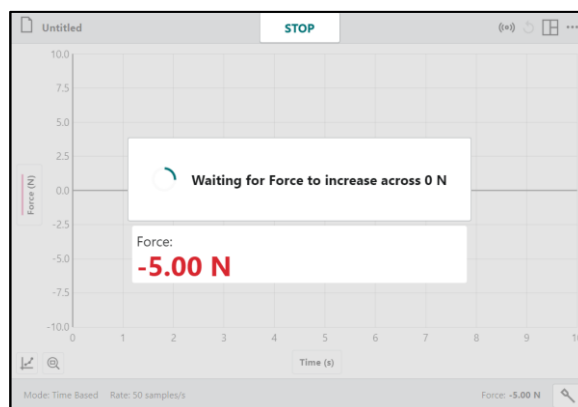 Untitled
STOP
10.0
7.5
5.0
2.5
0.0
-2.5
-5.0
-7.5
-10.0
Force (N)
Waiting for Force to increase across 0 N
Force:
-5.00 N
0 1 2 3 4 5 6 7 8 9 10
Time (s)
Mode: Time Based Rate: 50 samples/s Force: -5.00 N